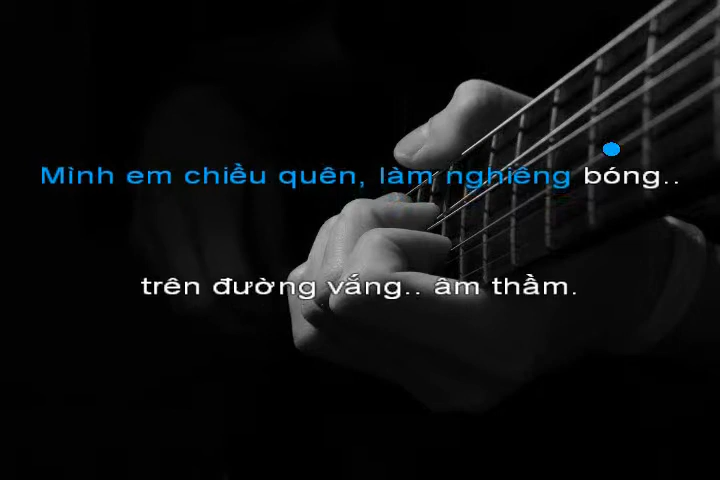 Mình em chiều quên, làm nghiêng bóng..
trên đường vắng.. âm thầm.